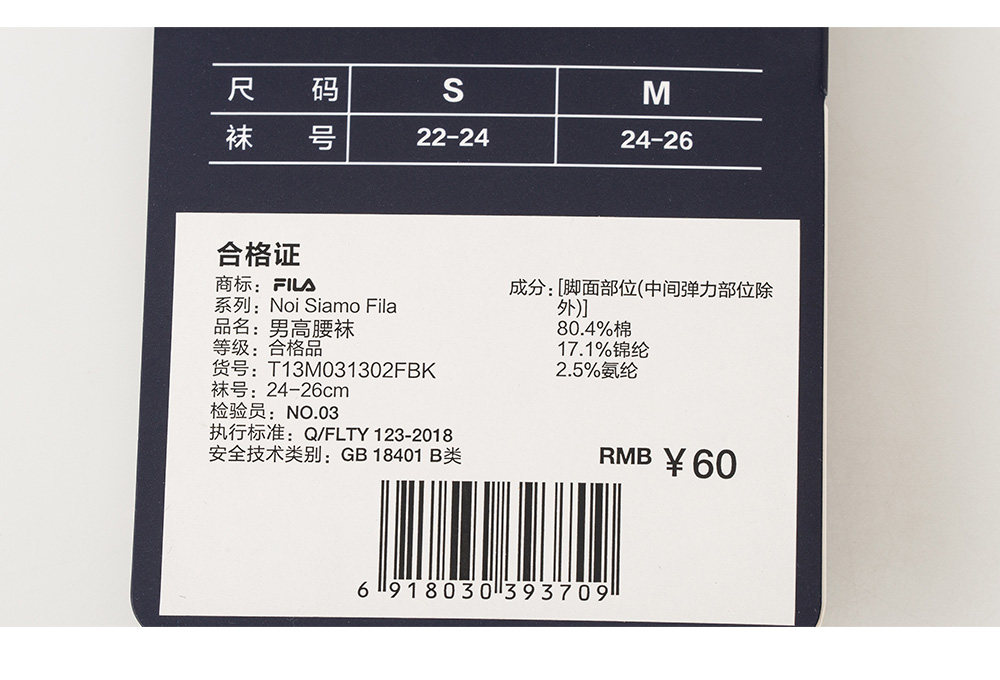 尺 码 S M
袜 号 22-24 24-26
合格证
商标：FILA
系列：Noi Siamo Fila
品名：男高腰袜
等级：合格品
货号：T13M031302FBK
袜号：24-26cm
检验员：NO.03
执行标准：Q/FLTY 123-2018
安全技术类别：GB 18401 B类
成分：[脚面部位(中间弹力部位除
外)]
80.4%棉
17.1%锦纶
2.5%氨纶
RMB ￥60
6 918030 393709